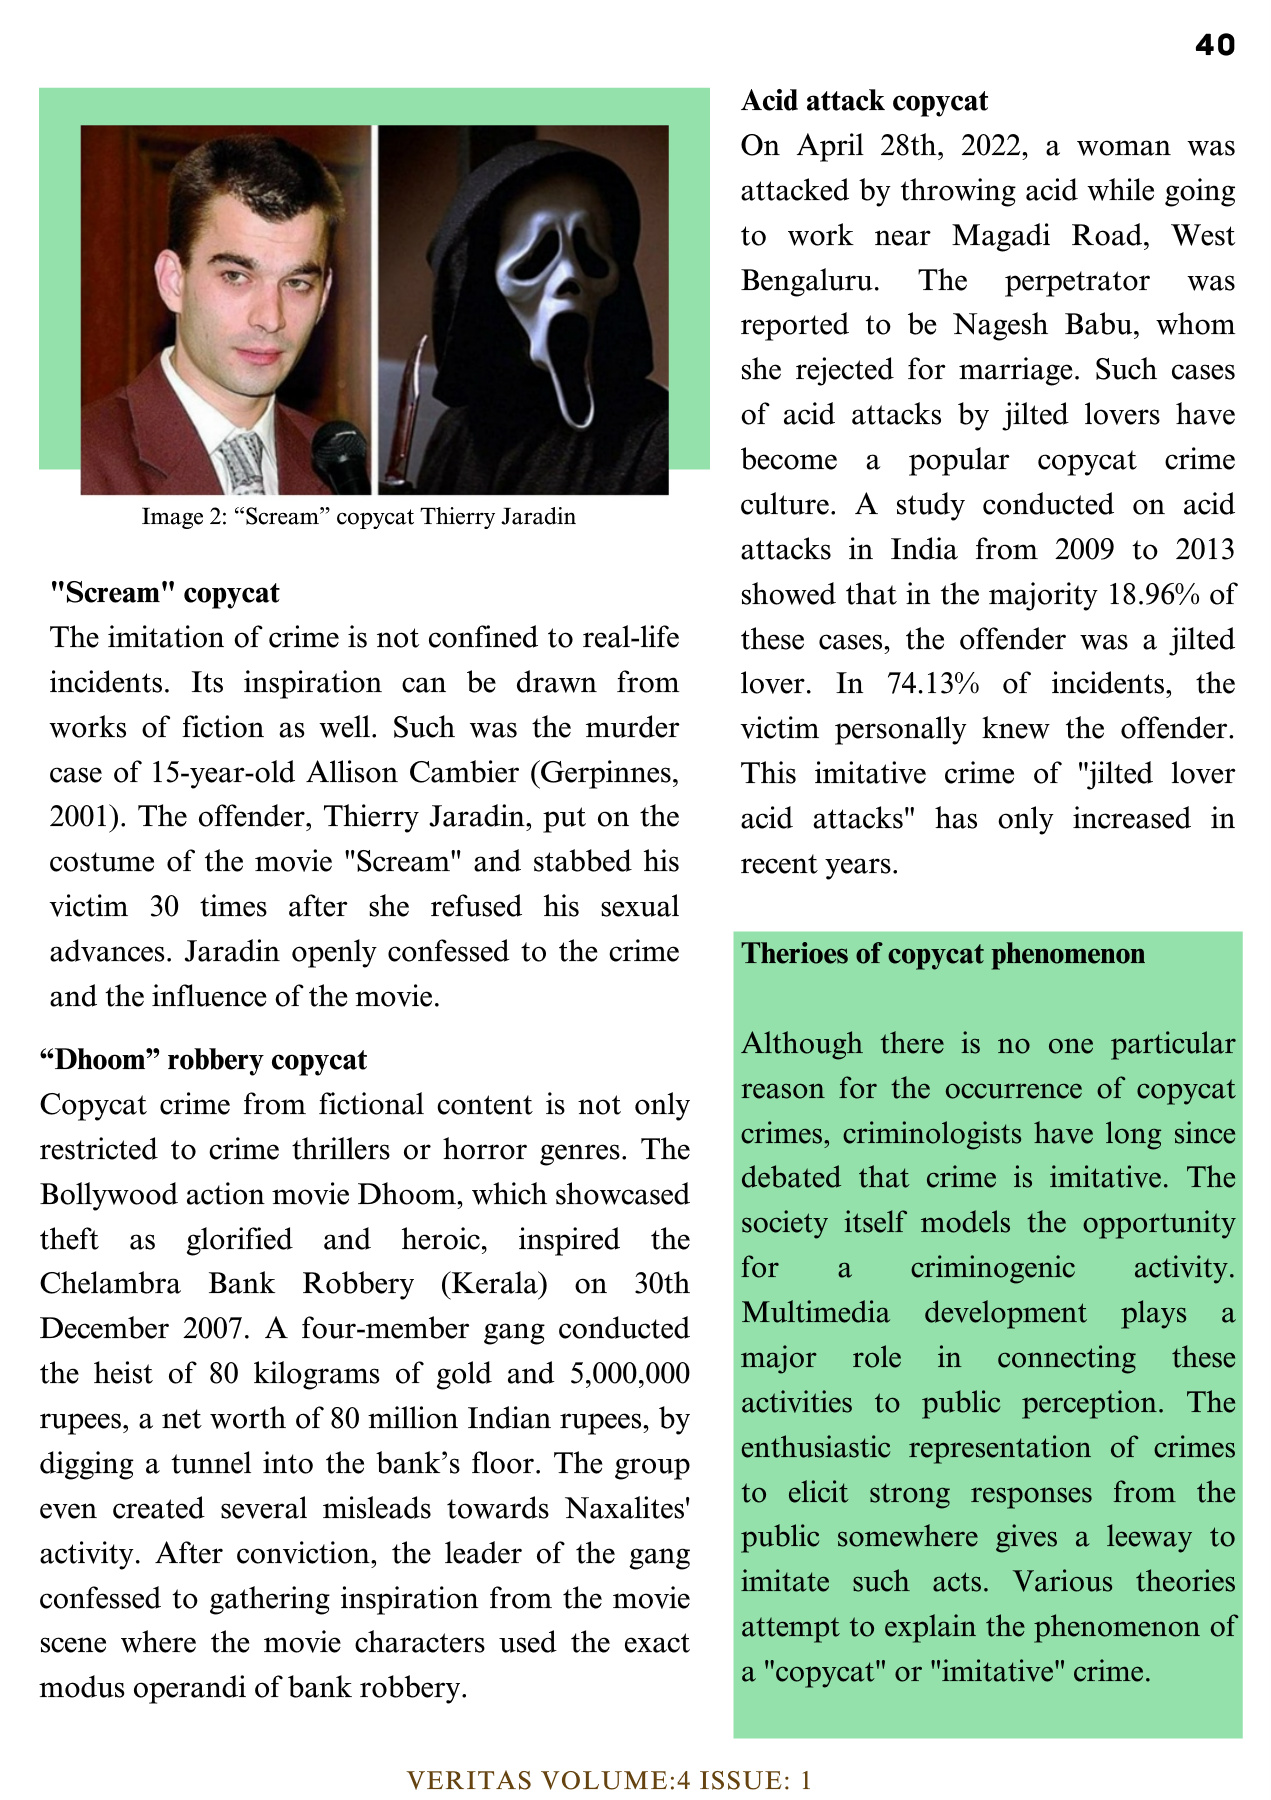 40
Image 2: “Scream” copycat Thierry Jaradin
"Scream" copycat
The imitation of crime is not confined to real-life
incidents. Its inspiration can be drawn from
works of fiction as well. Such was the murder
case of 15-year-old Allison Cambier (Gerpinnes,
2001). The offender, Thierry Jaradin, put on the
costume of the movie "Scream" and stabbed his
victim 30 times after she refused his sexual
advances. Jaradin openly confessed to the crime
and the influence of the movie.
“Dhoom” robbery copycat
Copycat crime from fictional content is not only
restricted to crime thrillers or horror genres. The
Bollywood action movie Dhoom, which showcased
theft as glorified and heroic, inspired the
Chelambra Bank Robbery (Kerala) on 30th
December 2007. A four-member gang conducted
the heist of 80 kilograms of gold and 5,000,000
rupees, a net worth of 80 million Indian rupees, by
digging a tunnel into the bank’s floor. The group
even created several misleads towards Naxalites'
activity. After conviction, the leader of the gang
confessed to gathering inspiration from the movie
scene where the movie characters used the exact
modus operandi of bank robbery.
Acid attack copycat
On April 28th, 2022, a woman was
attacked by throwing acid while going
to work near Magadi Road, West
Bengaluru. The perpetrator was
reported to be Nagesh Babu, whom
she rejected for marriage. Such cases
of acid attacks by jilted lovers have
become a popular copycat crime
culture. A study conducted on acid
attacks in India from 2009 to 2013
showed that in the majority 18.96% of
these cases, the offender was a jilted
lover. In 74.13% of incidents, the
victim personally knew the offender.
This imitative crime of "jilted lover
acid attacks" has only increased in
recent years.
Therioes of copycat phenomenon
Although there is no one particular
reason for the occurrence of copycat
crimes, criminologists have long since
debated that crime is imitative. The
society itself models the opportunity
for a criminogenic activity.
Multimedia development plays a
major role in connecting these
activities to public perception. The
enthusiastic representation of crimes
to elicit strong responses from the
public somewhere gives a leeway to
imitate such acts. Various theories
attempt to explain the phenomenon of
a "copycat" or "imitative" crime.
VERITAS VOLUME:4 ISSUE: 1